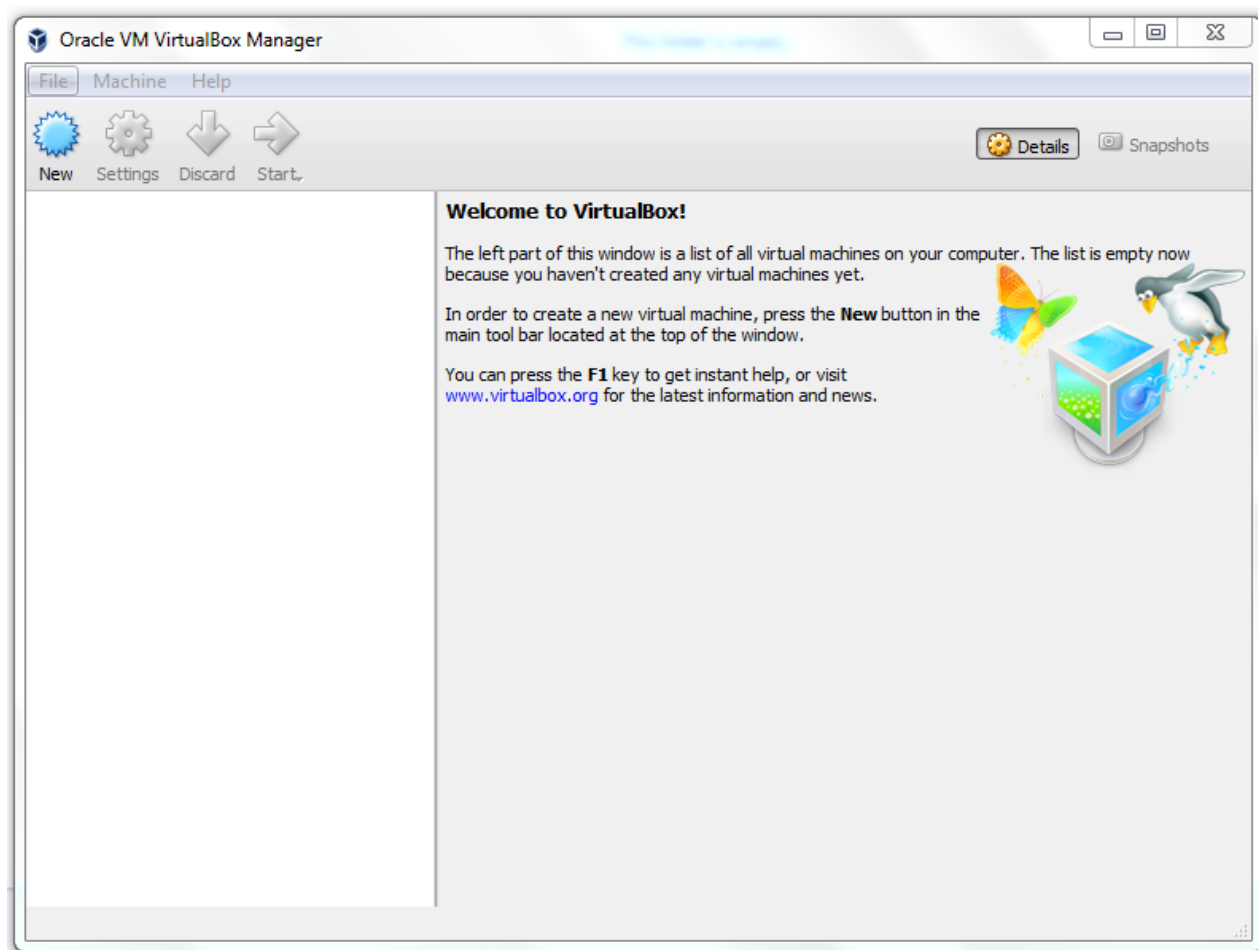 Oracle VM VirtualBox Manager
File Machine Help
New Settings Discard Start
Details Snapshots
Welcome to VirtualBox!
The left part of this window is a list of all virtual machines on your computer. The list is empty now
because you haven't created any virtual machines yet.
In order to create a new virtual machine, press the New button in the
main tool bar located at the top of the window.
You can press the F1 key to get instant help, or visit
www.virtualbox.org for the latest information and news.